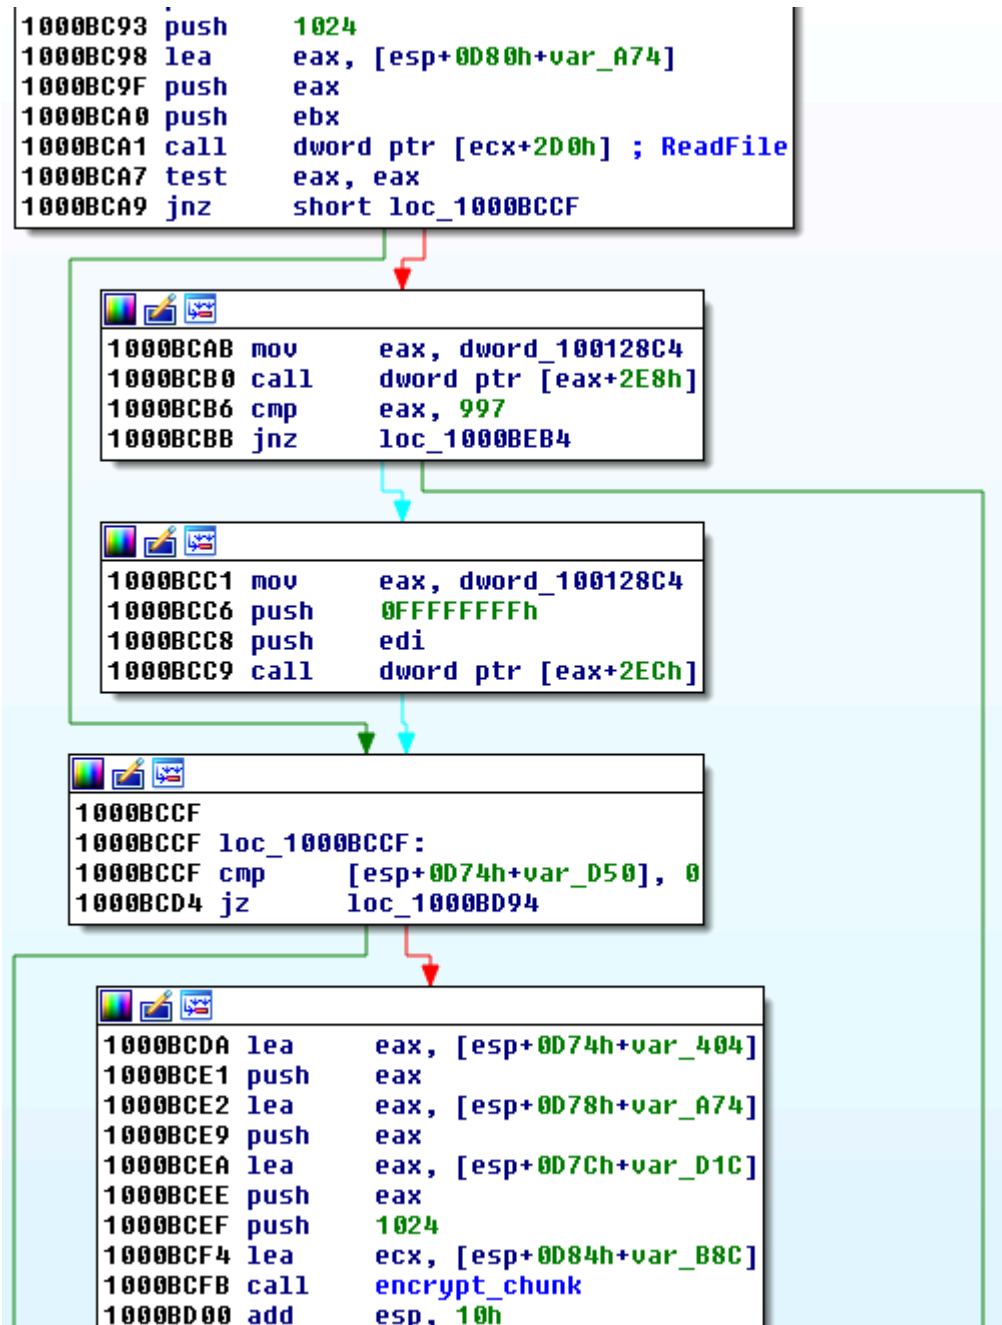 1000BC93 push 1024
1000BC98 lea eax, [esp+0D80h+var_A74]
1000BC9F push eax
1000BCA0 push ebx
1000BCA1 call dword ptr [ecx+2D0h] ; ReadFile
1000BCA7 test eax, eax
1000BCA9 jnz short loc_1000BCCF
1000BCAB mov eax, dword_100128C4
1000BCB0 call dword ptr [eax+2E8h]
1000BCB6 cmp eax, 997
1000BCBB jnz loc_1000BEB4
1000BCC1 mov eax, dword_100128C4
1000BCC6 push 0FFFFFFFFh
1000BCC8 push edi
1000BCC9 call dword ptr [eax+2ECh]
1000BCCF
1000BCCF loc_1000BCCF:
1000BCCF cmp [esp+0D74h+var_D50], 0
1000BCD4 jz loc_1000BD94
1000BCDA lea eax, [esp+0D74h+var_404]
1000BCE1 push eax
1000BCE2 lea eax, [esp+0D78h+var_A74]
1000BCE9 push eax
1000BCEA lea eax, [esp+0D7Ch+var_D1C]
1000BCEE push eax
1000BCEF push 1024
1000BCF4 lea ecx, [esp+0D84h+var_B8C]
1000BCFB call encrypt_chunk
1000BD00 add esp, 10h